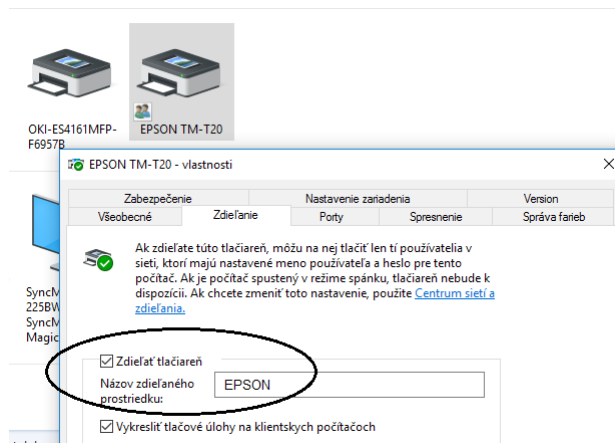 OKI-ES4161MFP-
F6957B
EPSON TM-T20
EPSON TM-T20 - vlastnosti
Zabezpečenie
Nastavenie zariadenia
Version
Všeobecné
Zdieľanie
Porty
Spresnenie
Správa farieb
Ak zdieľate túto tlačiareň, môžu na nej tlačiť len tí používatelia v
sieti, ktorí majú nastavené meno používateľa a heslo pre tento
počítač. Ak je počítač spustený v režime spánku, tlačiareň nebude k
dispozícii. Ak chcete zmeniť toto nastavenie, použite Centrum sietí a
zdieľania.
SyncM
225BW
SyncM
Magic
Zdieľať tlačiareň
Názov zdieľaného
prostriedku:
EPSON
Vykresliť tlačové úlohy na klientskych počítačoch